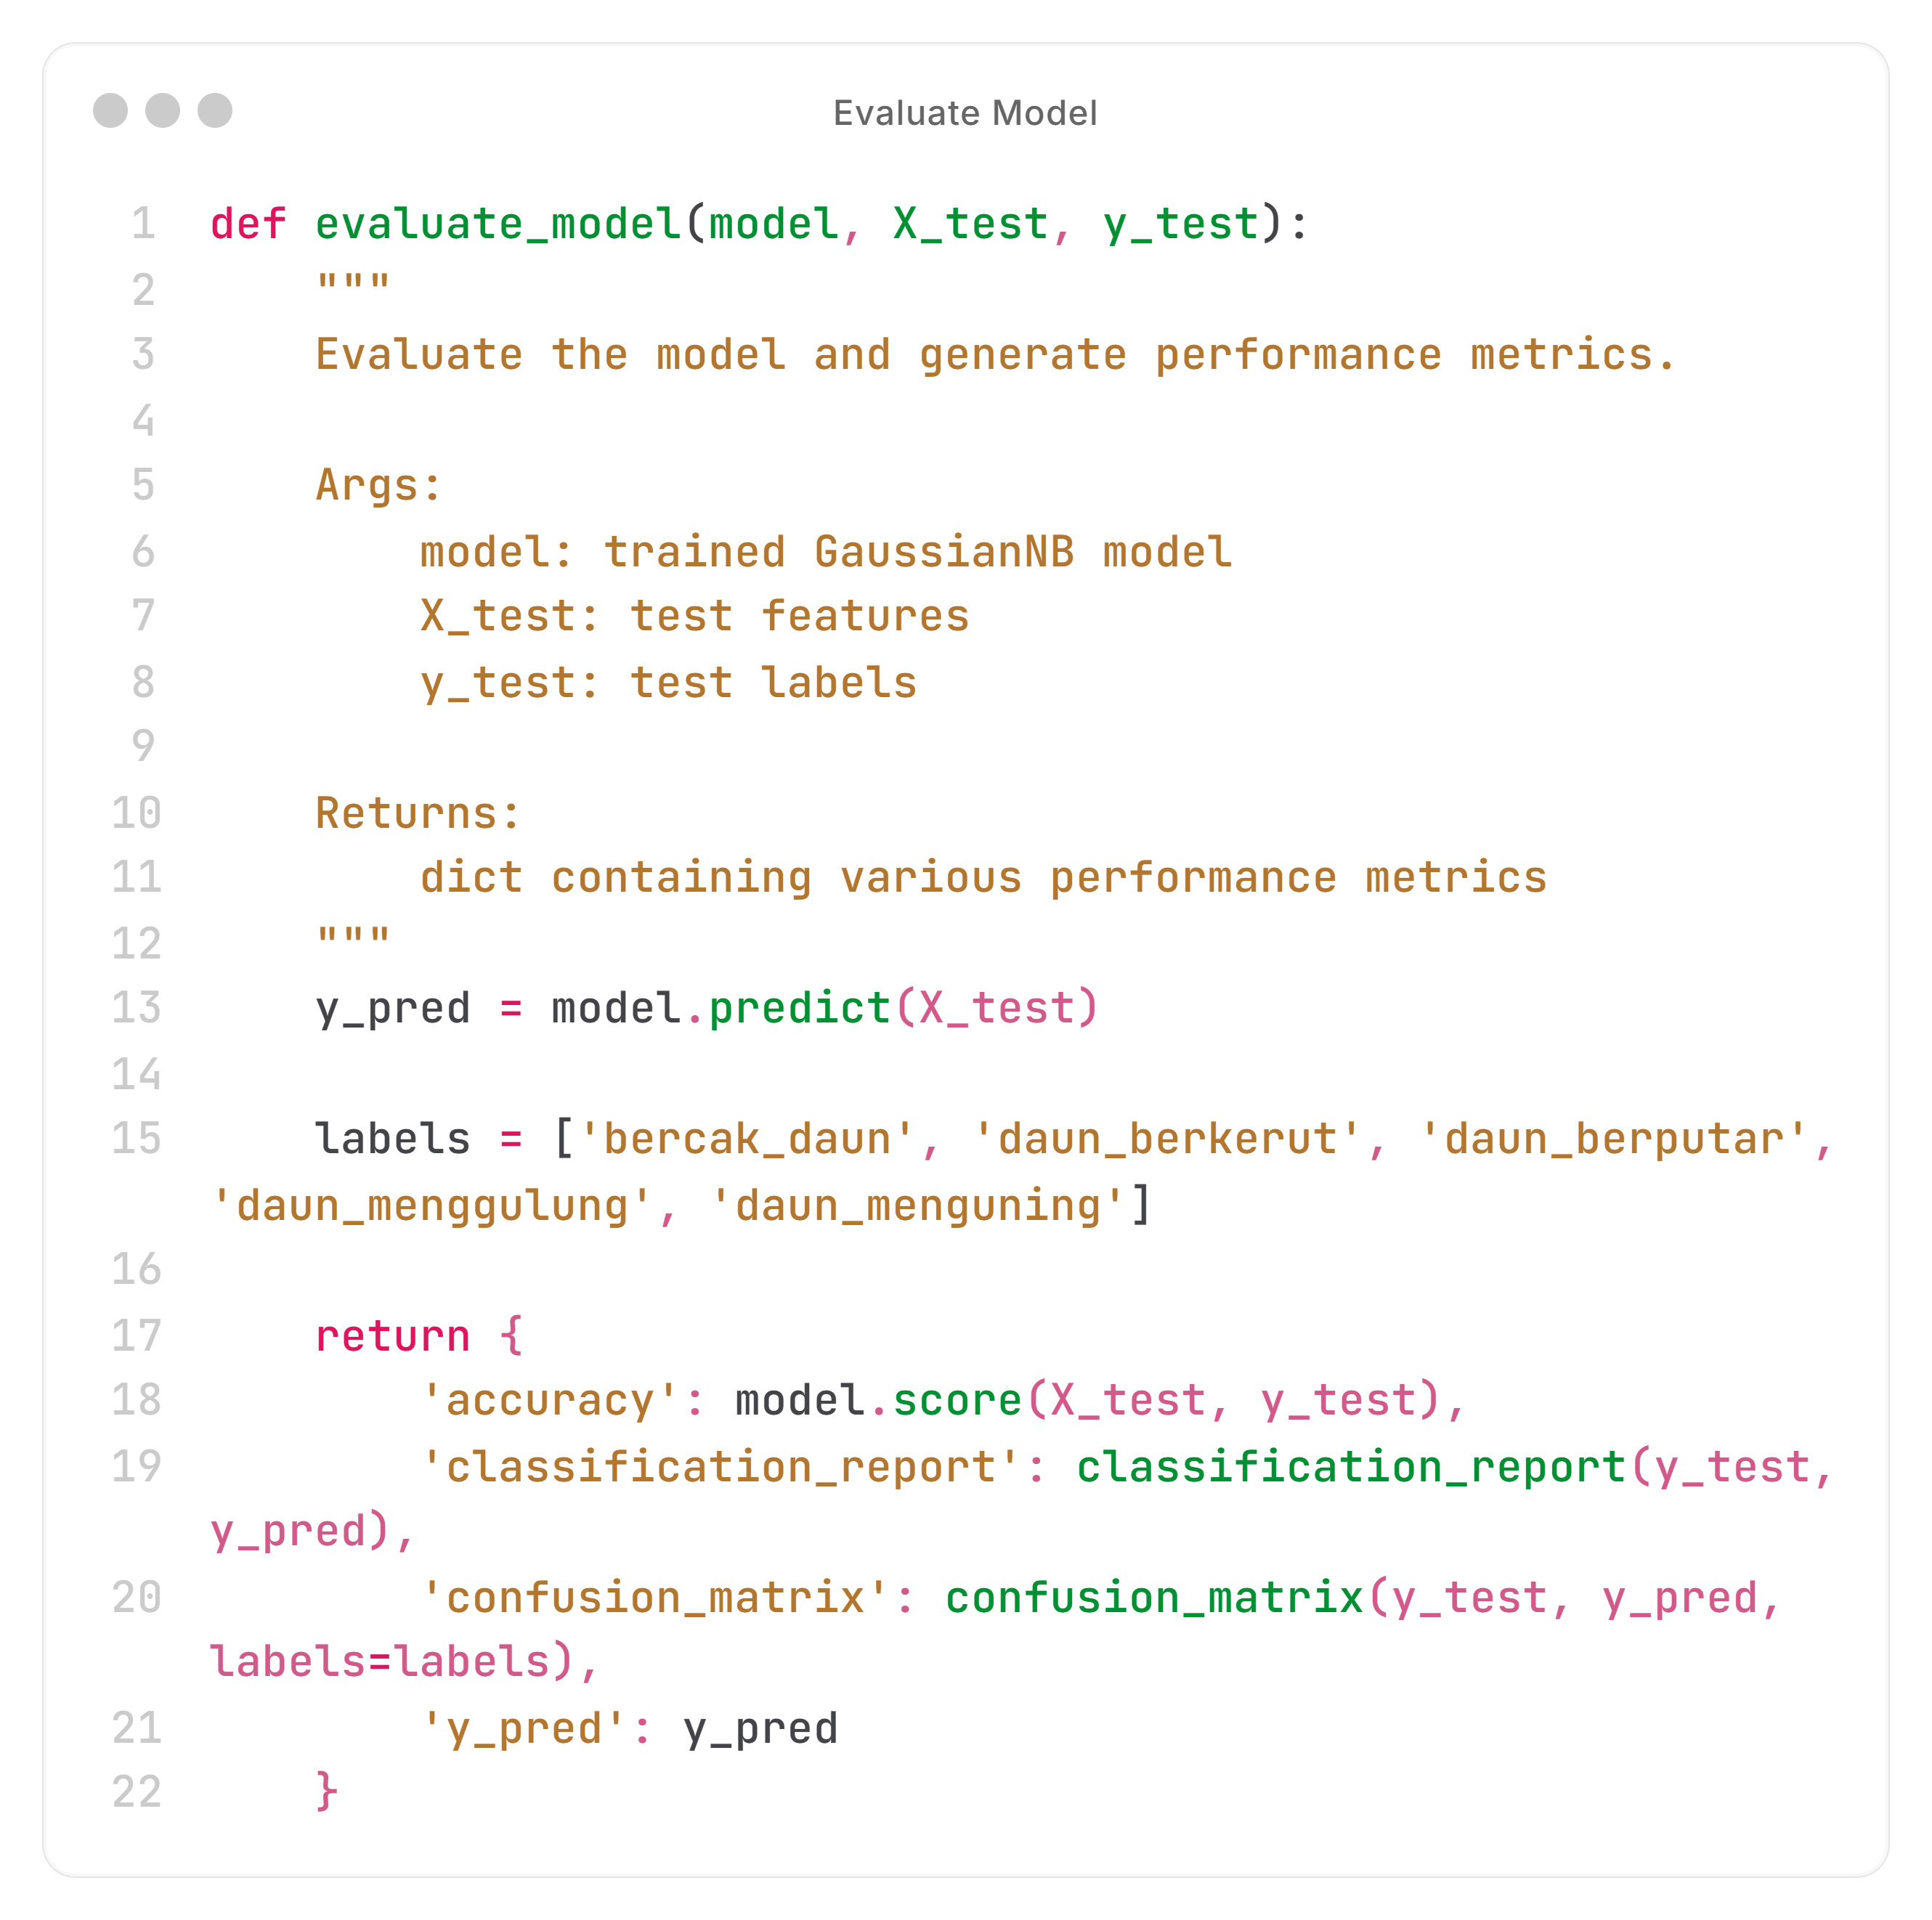 Evaluate Model
1 def evaluate_model(model, X_test, y_test):
2     """
3     Evaluate the model and generate performance metrics.
4
5     Args:
6         model: trained GaussianNB model
7         X_test: test features
8         y_test: test labels
9
10     Returns:
11         dict containing various performance metrics
12     """
13     y_pred = model.predict(X_test)
14
15     labels = ['bercak_daun', 'daun_berkerut', 'daun_berputar',
'daun_menggulung', 'daun_menguning']
16
17     return {
18         'accuracy': model.score(X_test, y_test),
19         'classification_report': classification_report(y_test,
y_pred),
20         'confusion_matrix': confusion_matrix(y_test, y_pred,
labels=labels),
21         'y_pred': y_pred
22     }